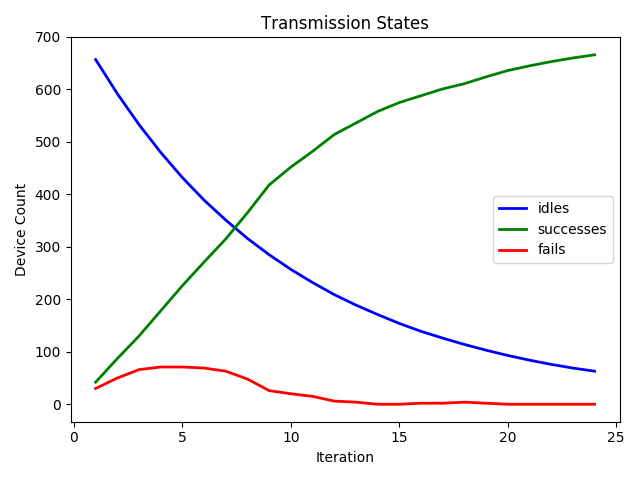 Transmission States
Device Count
700
600
500
400
300
200
100
0
idles
successes
fails
0 5 10 15 20 25
Iteration